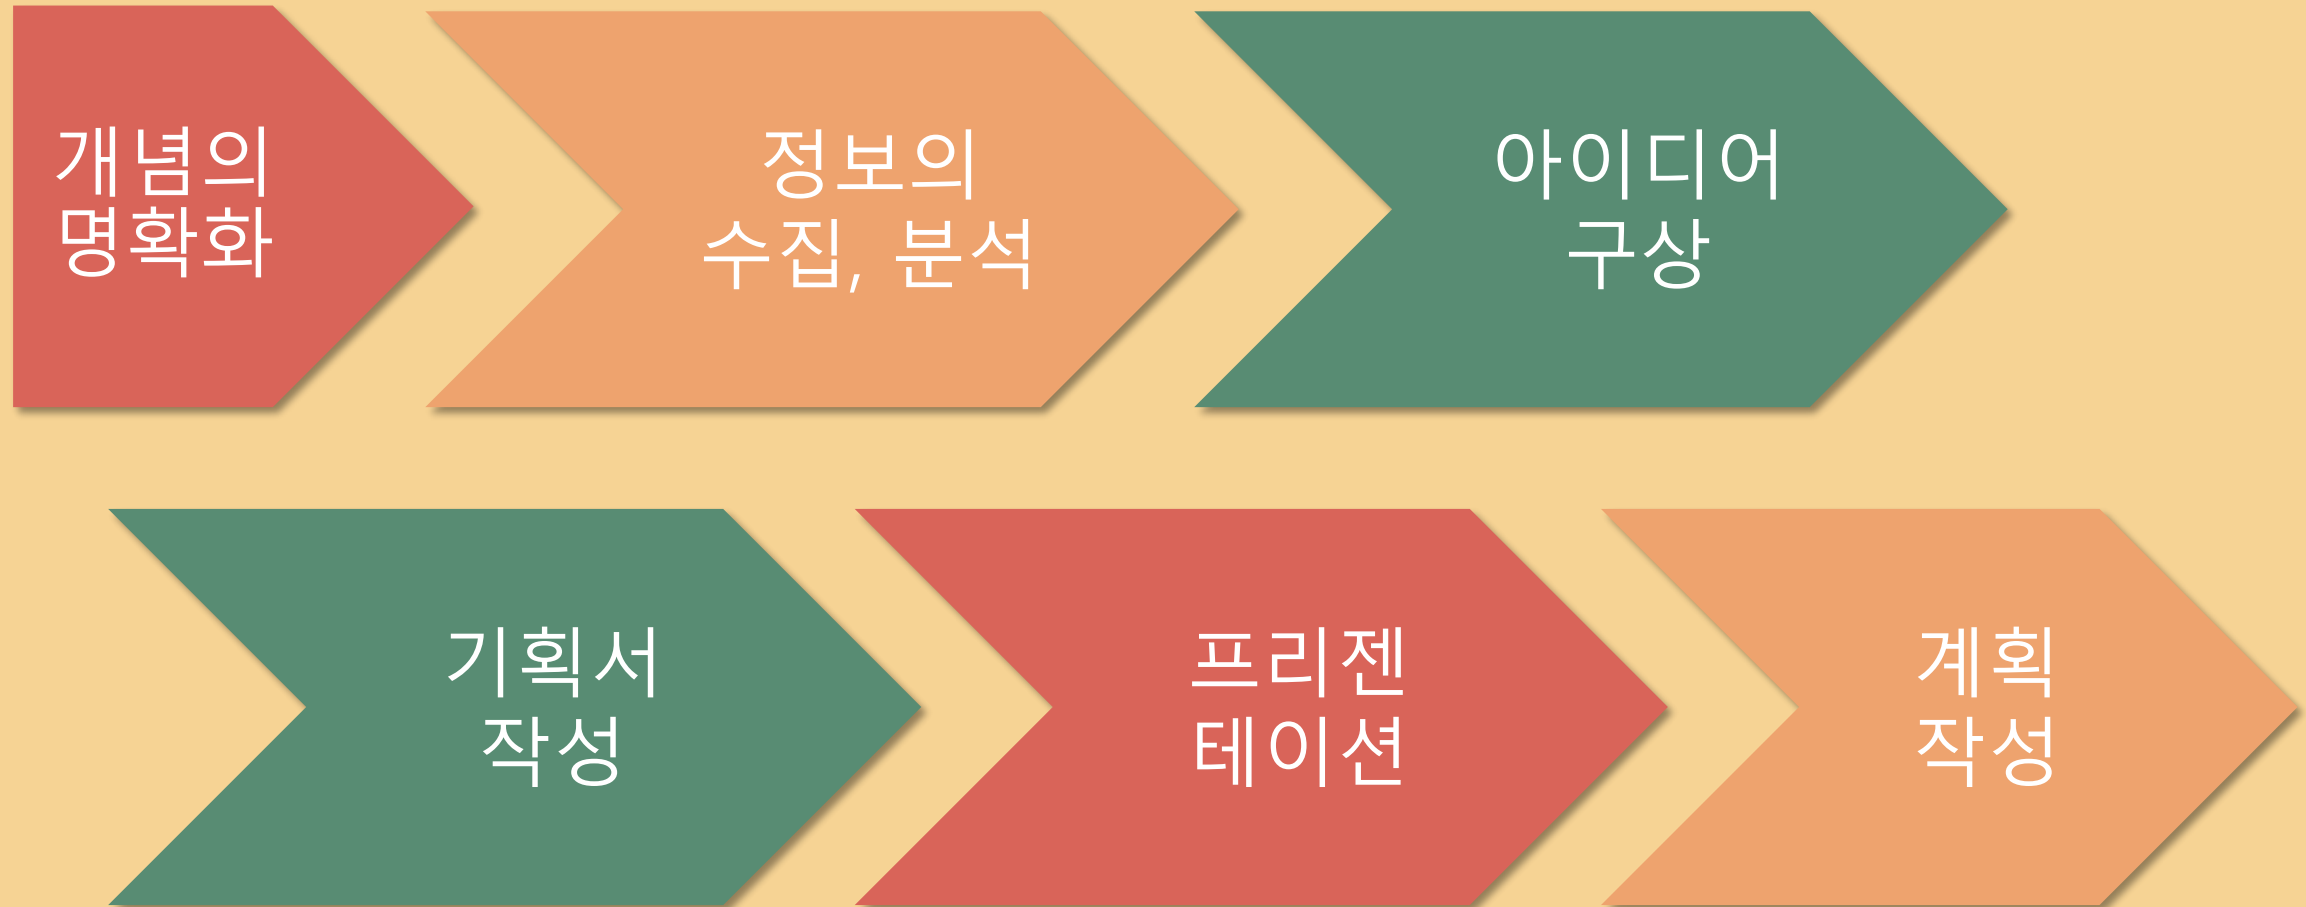 개념의
명확화
정보의
수집, 분석
아이디어
구상
기획서
작성
프리젠
테이션
계획
작성